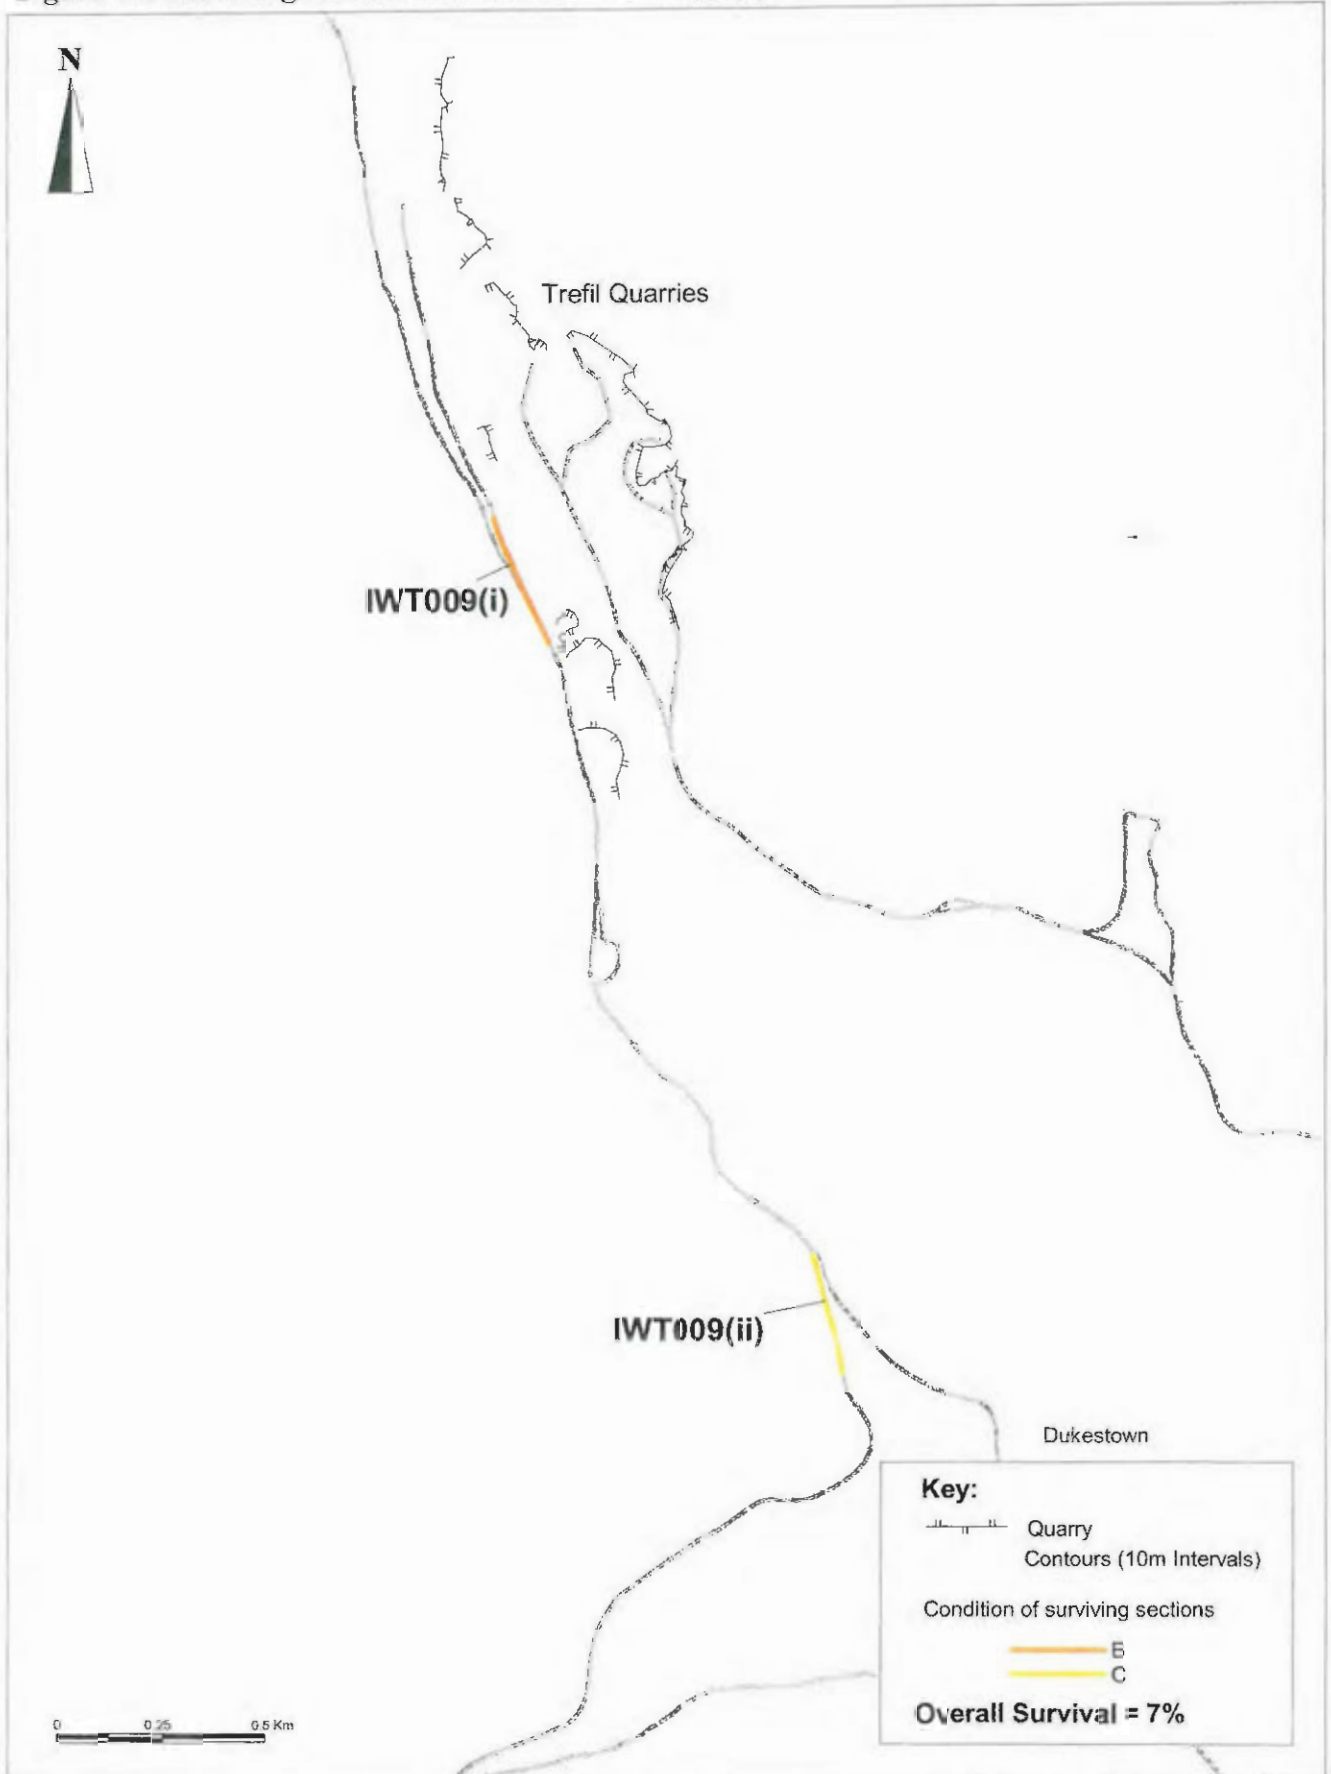 N
Trefil Quarries
IWT009(i)
IWT009(ii)
Dukestown
Key:
Quarry
Contours (10m Intervals)
Condition of surviving sections
B
C
Overall Survival = 7%
0 0.25 0.5 Km